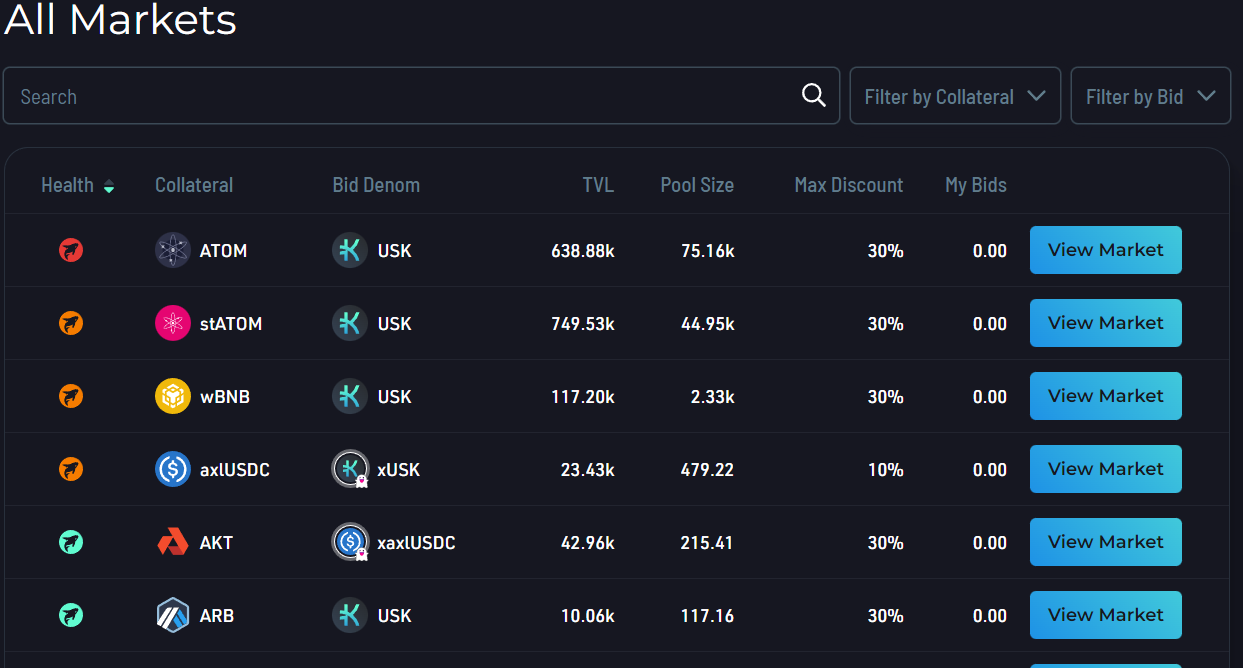 All Markets
Search Filter by Collateral Filter by Bid
Health Collateral Bid Denom TVL Pool Size Max Discount My Bids
ATOM USK 638.88k 75.16k 30% 0.00 View Market
stATOM USK 749.53k 44.95k 30% 0.00 View Market
wBNB USK 117.20k 2.33k 30% 0.00 View Market
axlUSDC xUSK 23.43k 479.22 10% 0.00 View Market
AKT xaxlUSDC 42.96k 215.41 30% 0.00 View Market
ARB USK 10.06k 117.16 30% 0.00 View Market